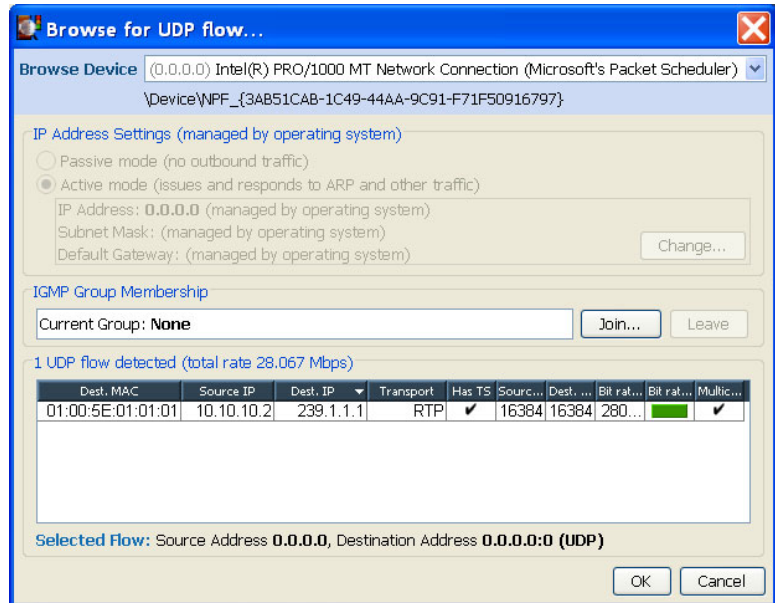 Browse for UDP flow...
Browse Device (0.0.0.0) Intel(R) PRO/1000 MT Network Connection (Microsoft's Packet Scheduler)
\Device\NPF_{3AB51CAB-1C49-44AA-9C91-F71F50916797}
IP Address Settings (managed by operating system)
Passive mode (no outbound traffic)
Active mode (issues and responds to ARP and other traffic)
IP Address: 0.0.0.0 (managed by operating system)
Subnet Mask: (managed by operating system)
Default Gateway: (managed by operating system)
Change...
IGMP Group Membership
Current Group: None
Join... Leave
1 UDP flow detected (total rate 28.067 Mbps)
Dest. MAC Source IP Dest. IP Transport Has TS Sourc... Dest. ... Bit rat... Bit rat... Multic...
01:00:5E:01:01:01 10.10.10.2 239.1.1.1 RTP ✔ 16384 16384 280... ✔
Selected Flow: Source Address 0.0.0.0, Destination Address 0.0.0.0:0 (UDP)
OK Cancel